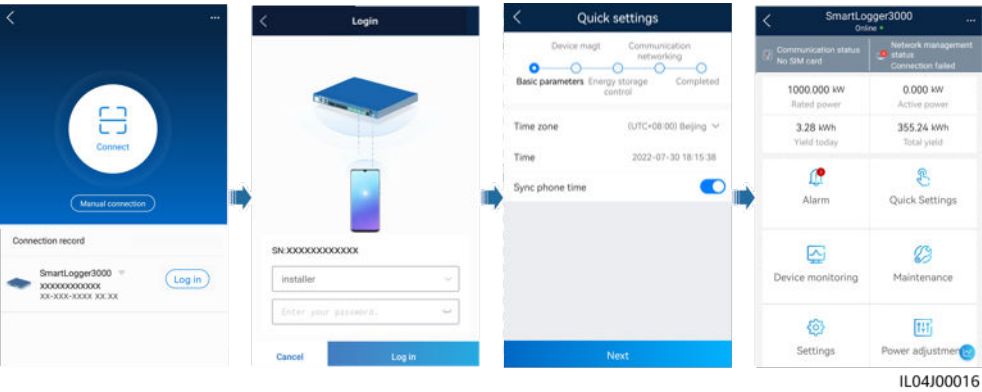 ...
Connect
Manual connection
Connection record
SmartLogger3000
XXXXXXXXXXXX
XX-XXX-XXXX XX:XX
Log in
Login
SN:XXXXXXXXXXXX
installer
Enter your password.
Cancel
Log in
Quick settings
Device magt
Communication
networking
Basic parameters
Energy storage
control
Completed
Time zone
(UTC+08:00) Beijing
Time
2022-07-30 18:15:38
Sync phone time
Next
SmartLogger3000
...
Online
Communication status
No SIM card
Network management
status
Connection failed
1000.000 kW
Rated power
0.000 kW
Active power
3.28 kWh
Yield today
355.24 kWh
Total yield
Alarm
Quick Settings
Device monitoring
Maintenance
Settings
Power adjustment
IL04J00016